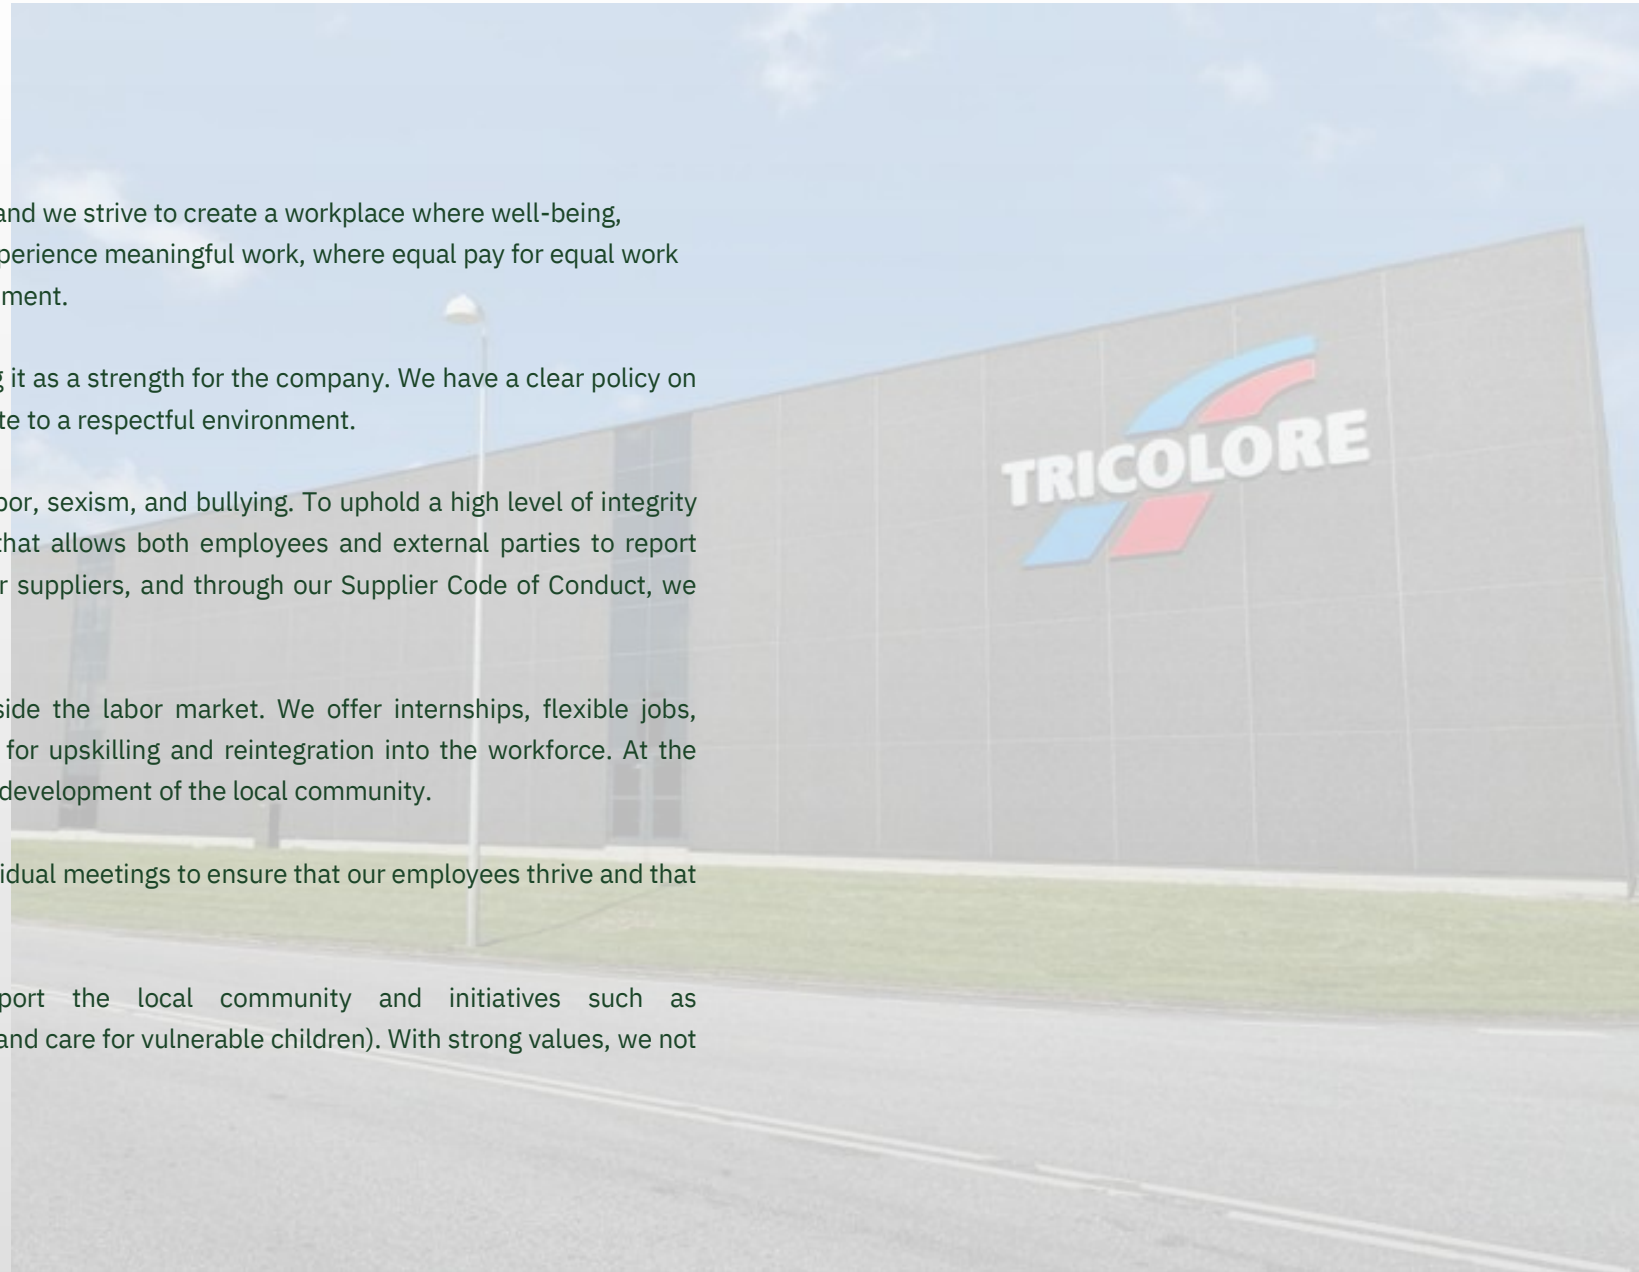 and we strive to create a workplace where well-being,
perience meaningful work, where equal pay for equal work
ment.
g it as a strength for the company. We have a clear policy on
te to a respectful environment.
bor, sexism, and bullying. To uphold a high level of integrity
that allows both employees and external parties to report
r suppliers, and through our Supplier Code of Conduct, we
side the labor market. We offer internships, flexible jobs,
for upskilling and reintegration into the workforce. At the
development of the local community.
idual meetings to ensure that our employees thrive and that
port the local community and initiatives such as
and care for vulnerable children). With strong values, we not
TRICOLORE